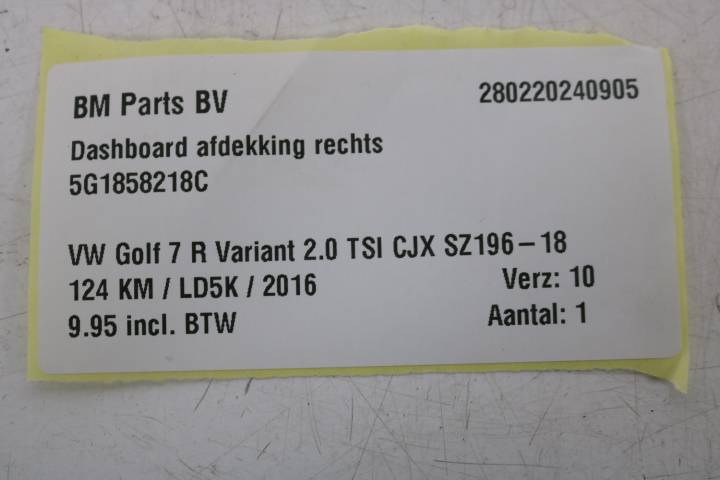 BM Parts BV 280220240905
Dashboard afdekking rechts
5G1858218C
VW Golf 7 R Variant 2.0 TSI CJX SZ196-18
124 KM / LD5K / 2016 Verz: 10
9.95 incl. BTW Aantal: 1